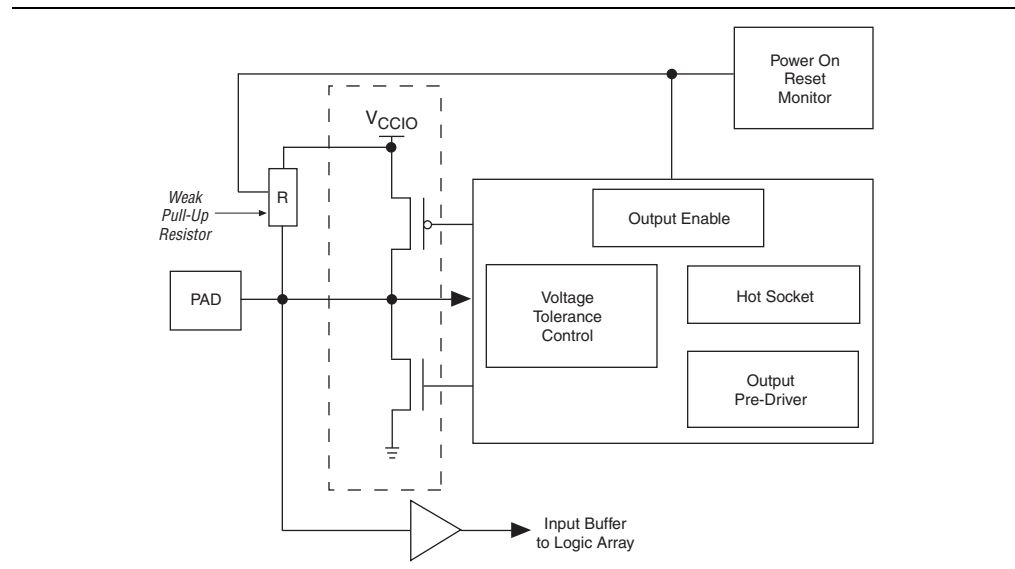 Power On
Reset
Monitor
VCCIO
R
Weak
Pull-Up
Resistor
Output Enable
PAD
Voltage
Tolerance
Control
Hot Socket
Output
Pre-Driver
Input Buffer
to Logic Array